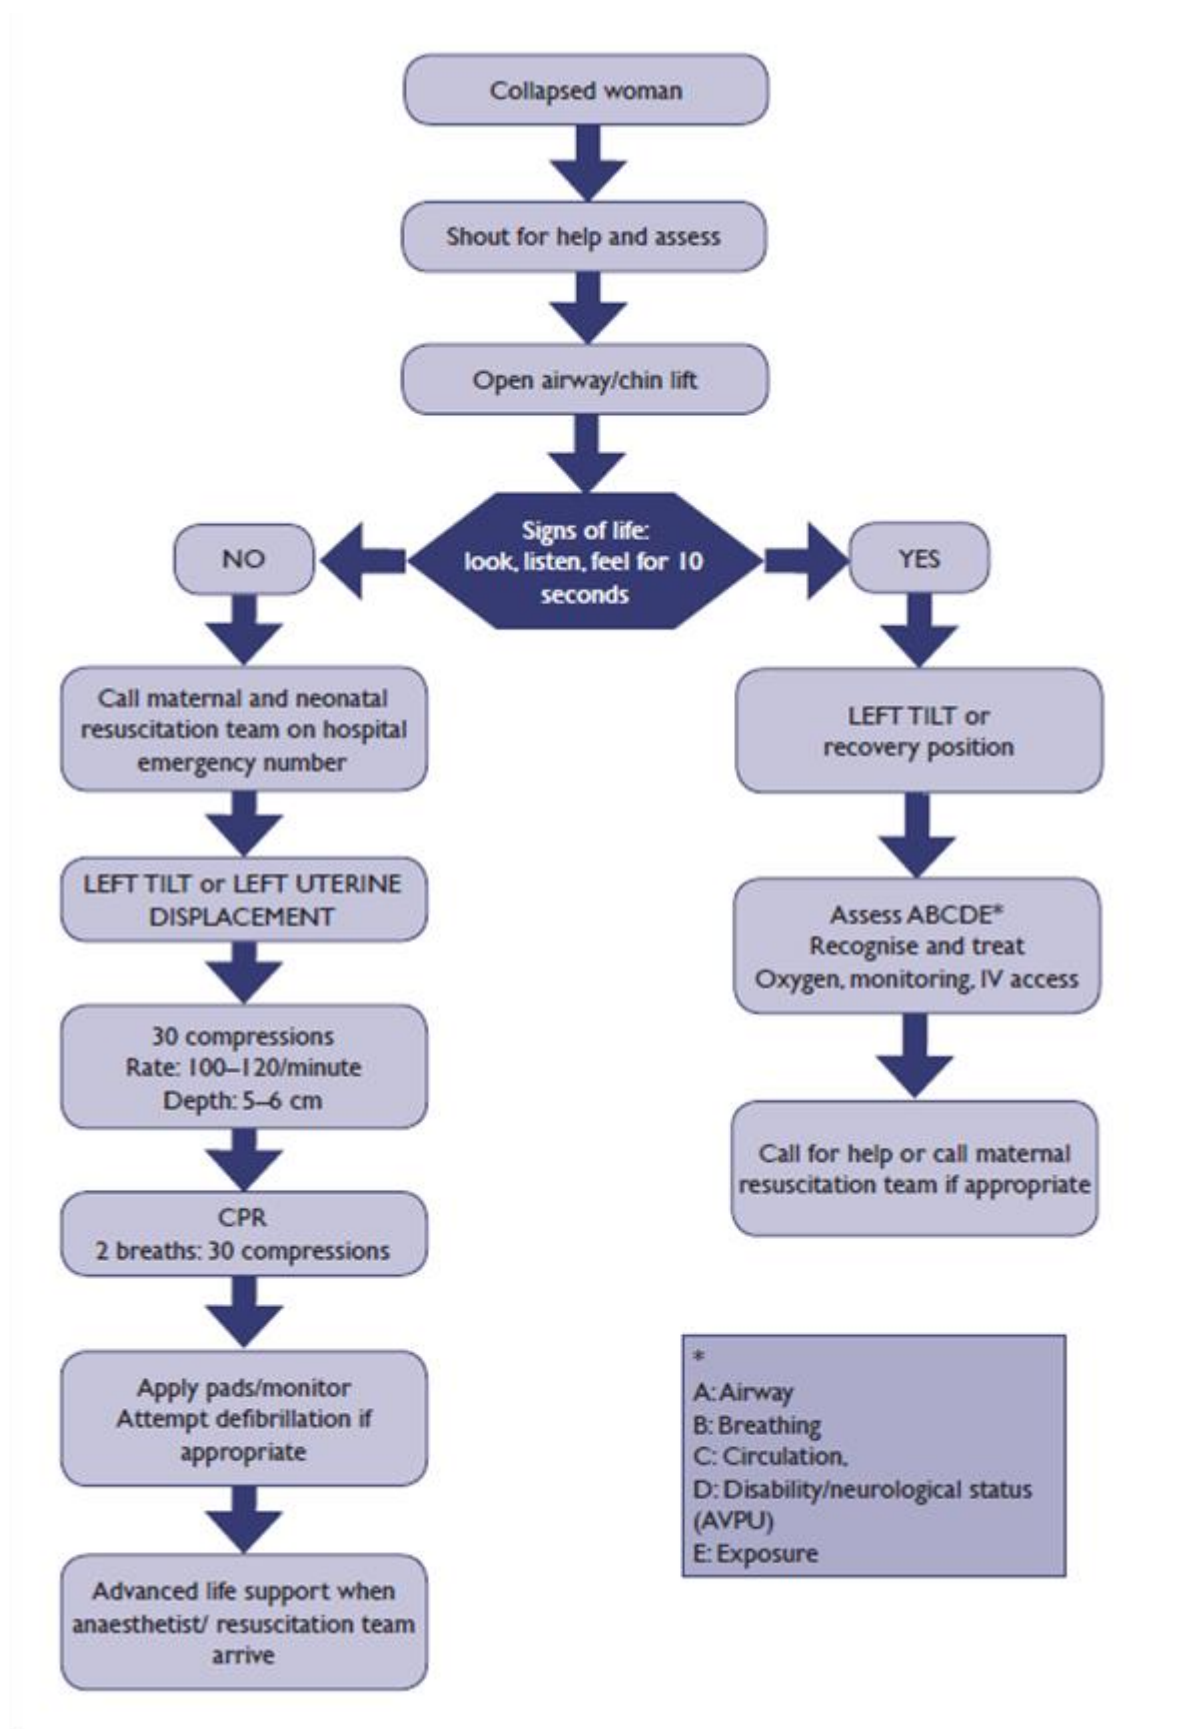 Collapsed woman
Shout for help and assess
Open airway/chin lift
Signs of life:
look, listen, feel for 10
seconds
NO
YES
Call maternal and neonatal
resuscitation team on hospital
emergency number
LEFT TILT or LEFT UTERINE
DISPLACEMENT
30 compressions
Rate: 100–120/minute
Depth: 5–6 cm
CPR
2 breaths: 30 compressions
Apply pads/monitor
Attempt defibrillation if
appropriate
Advanced life support when
anaesthetist/ resuscitation team
arrive
LEFT TILT or
recovery position
Assess ABCDE*
Recognise and treat
Oxygen, monitoring, IV access
Call for help or call maternal
resuscitation team if appropriate
*
A: Airway
B: Breathing
C: Circulation,
D: Disability/neurological status
(AVPU)
E: Exposure